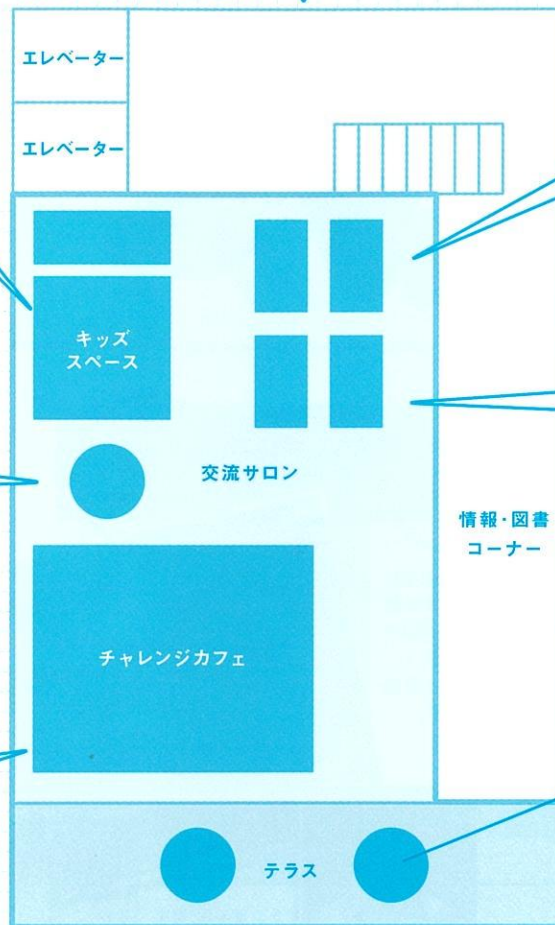 エレベーター
エレベーター
キッズ
スペース
交流サロン
情報・図書
コーナー
チャレンジカフェ
テラス